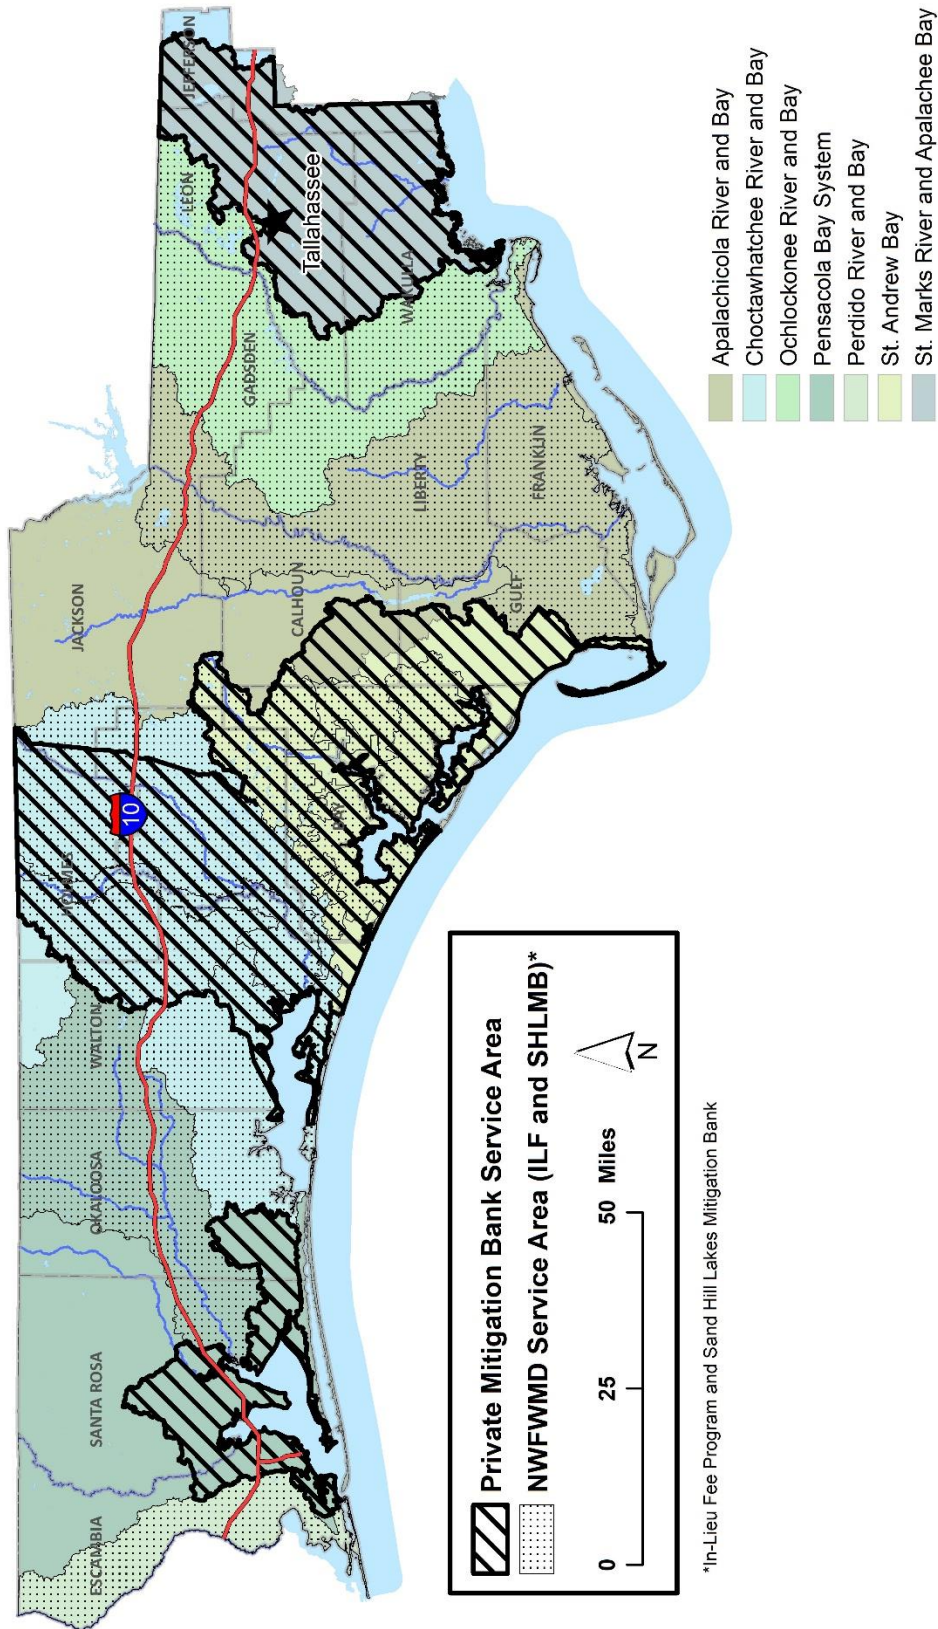 ESCAMBIA
SANTA ROSA
OKALOOSA
WALTON
HOLMES
JACKSON
BAY
CALHOUN
GULF
LIBERTY
FRANKLIN
GADSDEN
LEON
WAKULLA
JEFFERSON
Tallahassee
10
Private Mitigation Bank Service Area
NWFWMD Service Area (ILF and SHLMB)*
0 25 50 Miles
N
*In-Lieu Fee Program and Sand Hill Lakes Mitigation Bank
Apalachicola River and Bay
Choctawhatchee River and Bay
Ochlockonee River and Bay
Pensacola Bay System
Perdido River and Bay
St. Andrew Bay
St. Marks River and Apalachee Bay